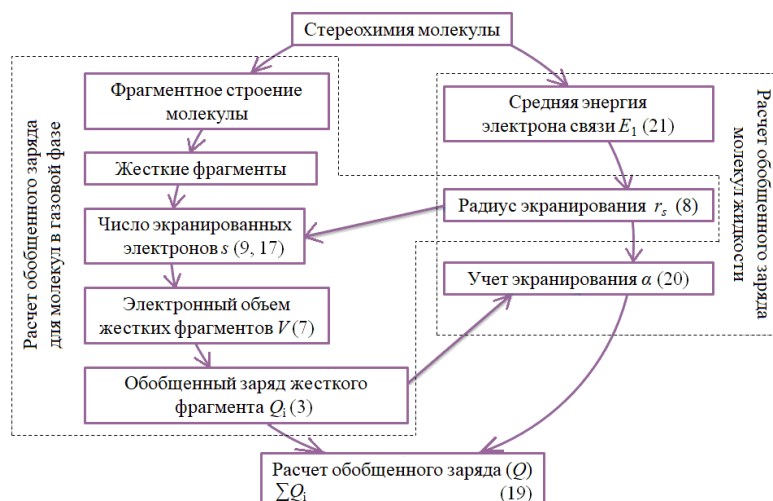 Стереохимия молекулы
Расчет обобщенного заряда
для молекул в газовой фазе
Фрагментное строение
молекулы
Жесткие фрагменты
Число экранированных
электронов s (9, 17)
Электронный объем
жестких фрагментов V (7)
Обобщенный заряд жесткого
фрагмента Qi (3)
Средняя энергия
электрона связи E1 (21)
Радиус экранирования rs (8)
Учет экранирования α (20)
Расчет обобщенного заряда
молекул жидкости
Расчет обобщенного заряда (Q)
∑Qi (19)